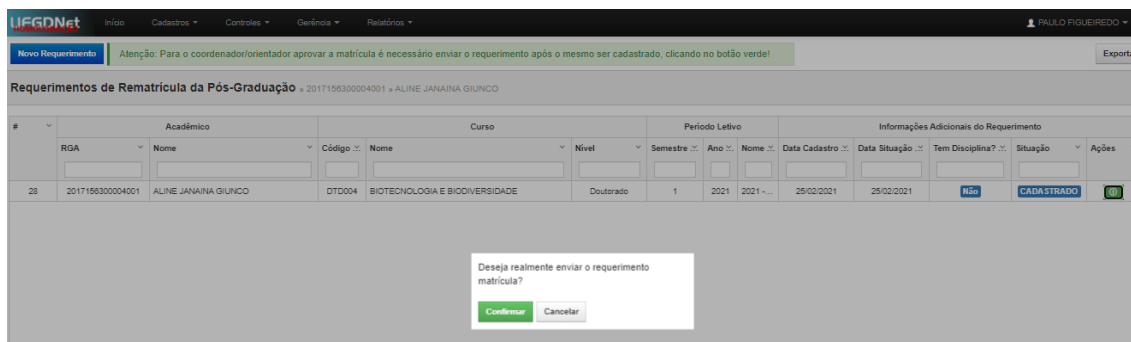 UFGDNet Início Cadastros Controles Gerência Relatórios PAULO FIGUEIREDO
Novo Requerimento Atenção: Para o coordenador/orientador aprovar a matrícula é necessário enviar o requerimento após o mesmo ser cadastrado, clicando no botão verde! Export
Requerimentos de Rematrícula da Pós-Graduação » 2017156300004001 » ALINE JANAINA GIUNCO
# Acadêmico Curso Período Letivo Informações Adicionais do Requerimento
RGA Nome Código Nome Nível Semestre Ano Nome Data Cadastro Data Situação Tem Disciplina? Situação Ações
28 2017156300004001 ALINE JANAINA GIUNCO DTD004 BIOTECNOLOGIA E BIODIVERSIDADE Doutorado 1 2021 2021 -... 25/02/2021 25/02/2021 Não CADASTRADO
Deseja realmente enviar o requerimento
matrícula?
Confirmar Cancelar